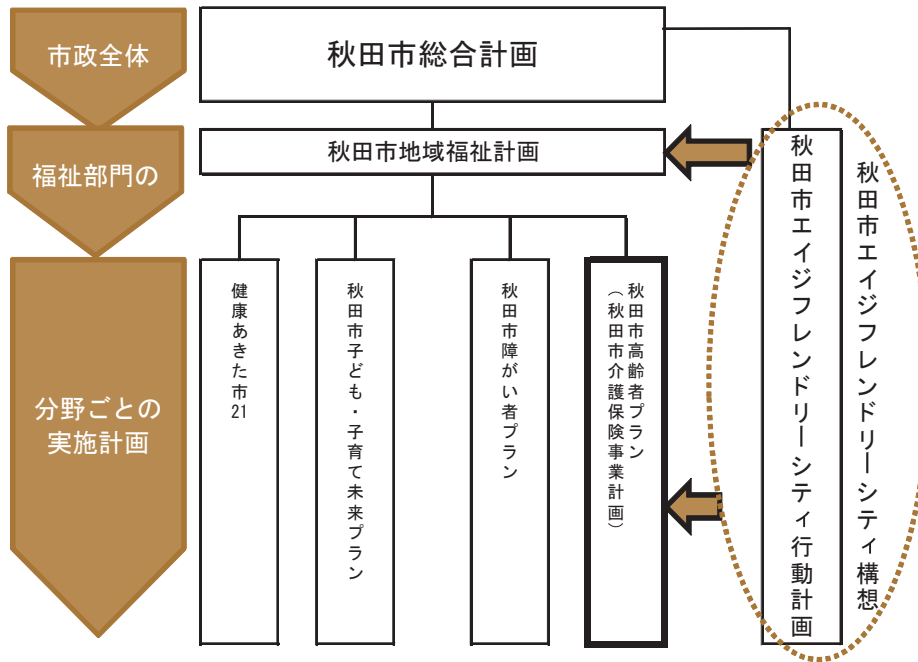 市政全体
秋田市総合計画
福祉部門の
秋田市地域福祉計画
分野ごとの
実施計画
健康あきた市21
秋田市子ども・子育て未来プラン
秋田市障がい者プラン
秋田市高齢者プラン
（秋田市介護保険事業計画）
秋田市エイジフレンドリーシティ行動計画
秋田市エイジフレンドリーシティ構想